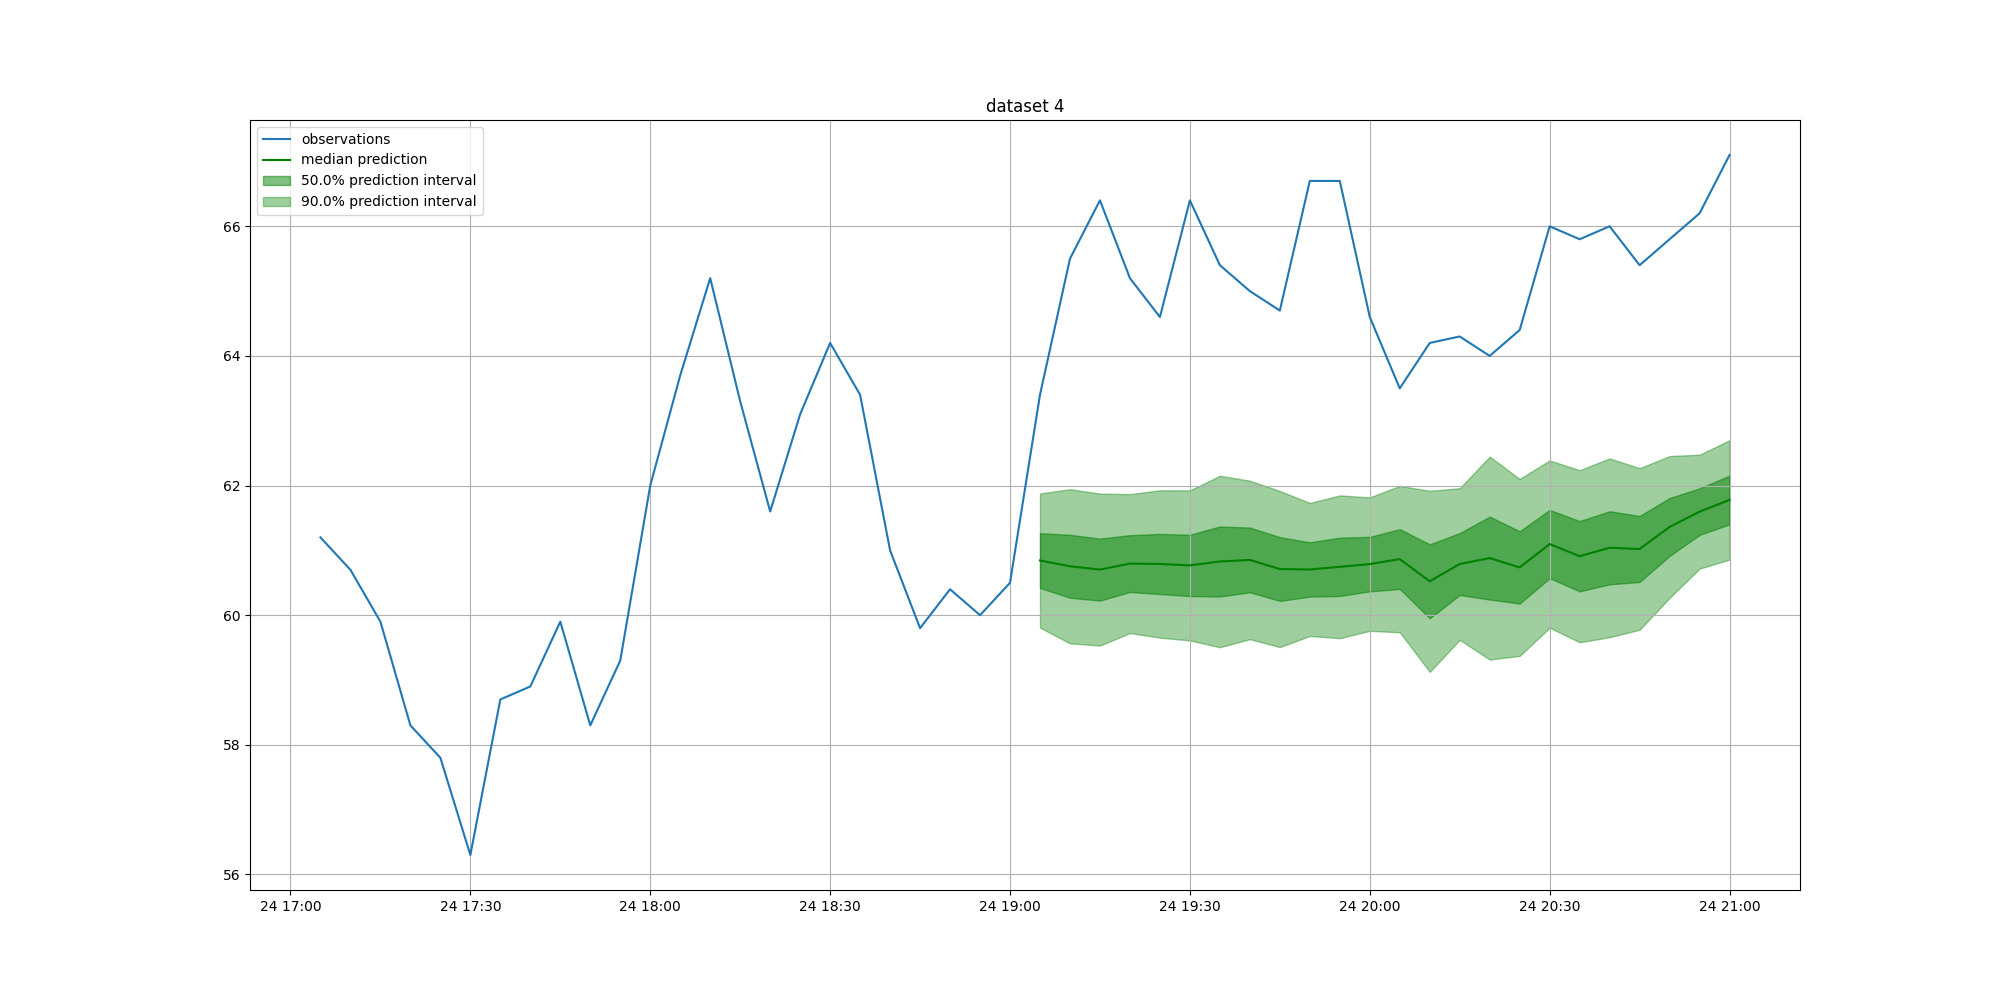 dataset 4
observations
median prediction
50.0% prediction interval
90.0% prediction interval
66
64
62
60
58
56
24 17:00 24 17:30 24 18:00 24 18:30 24 19:00 24 19:30 24 20:00 24 20:30 24 21:00